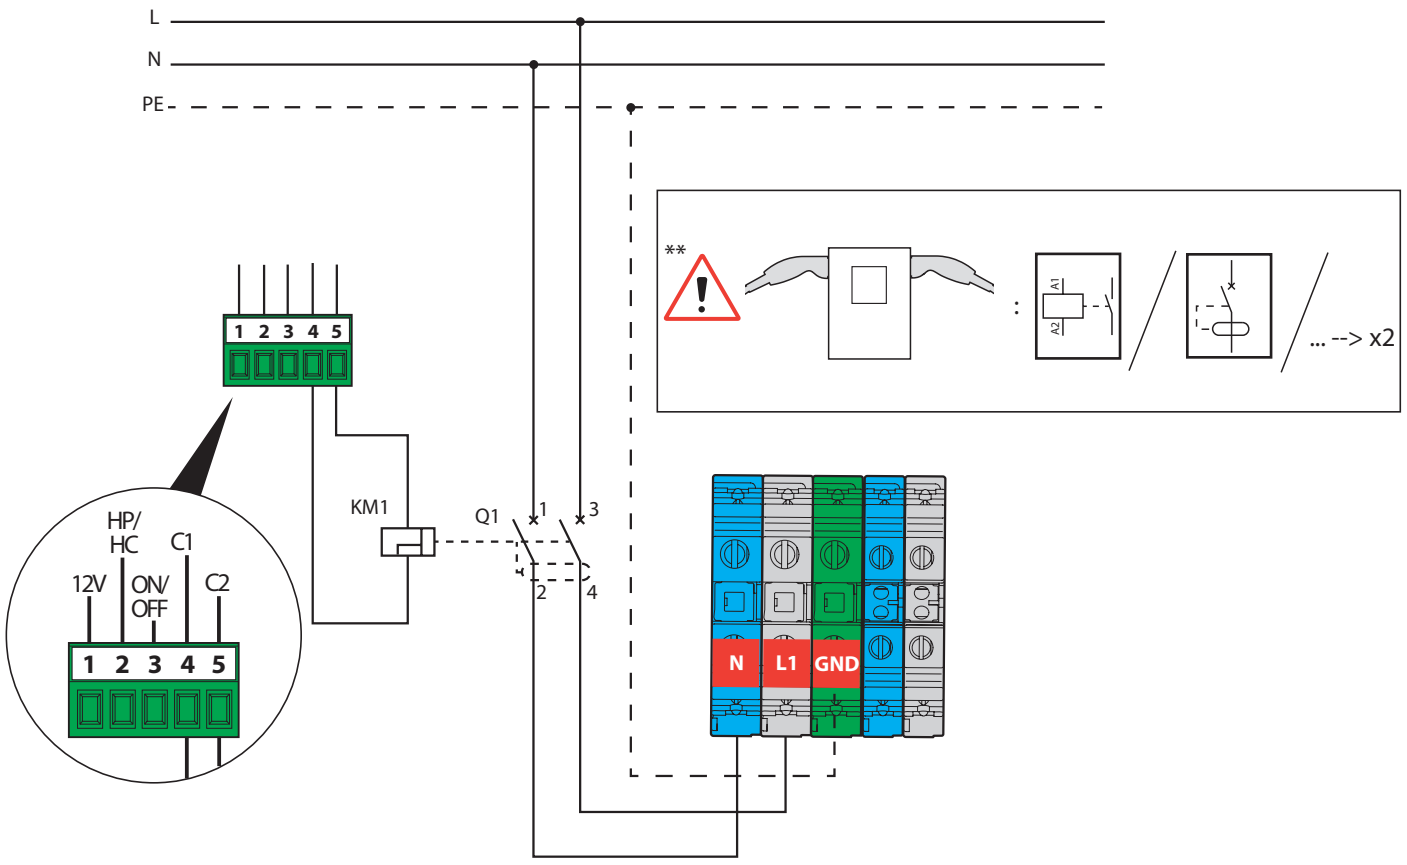 L
N
PE
**
:
A1
A2
... --> x2
1 2 3 4 5
KM1
Q1
1
3
2
4
HP/
HC
C1
12V
ON/
OFF
C2
1 2 3 4 5
N L1 GND